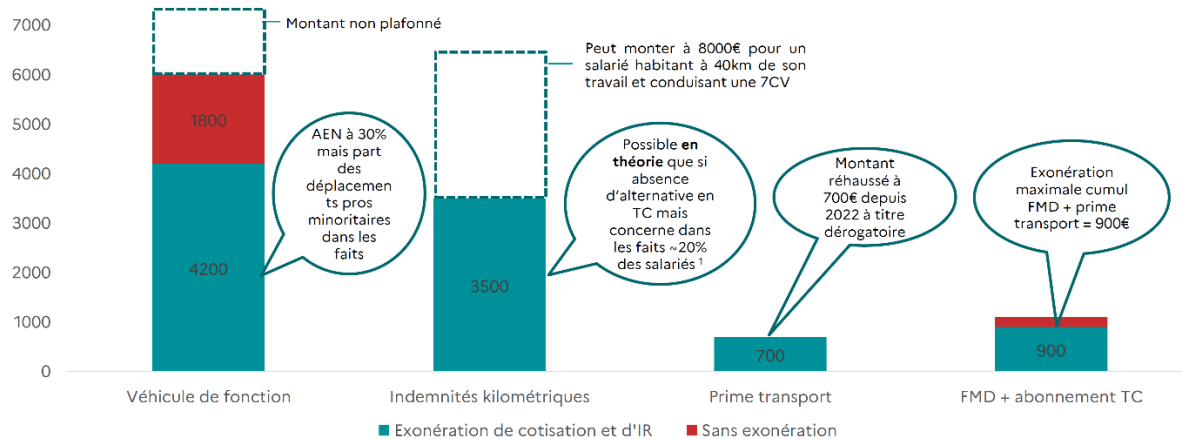 7000
6000
5000
4000
3000
2000
1000
0
Montant non plafonné
1800
4200
AEN à 30%
mais part
des
déplacemen
ts pros
minoritaires
dans les
faits
Peut monter à 8000€ pour un
salarié habitant à 40km de son
travail et conduisant une 7CV
3500
Possible en
théorie que si
absence
d'alternative en
TC mais
concerne dans
les faits ~20%
des salariés ¹
Montant
réhaussé à
700€ depuis
2022 à titre
dérogatoire
700
Exonération
maximale cumul
FMD + prime
transport = 900€
900
Véhicule de fonction
Indemnités kilométriques
Prime transport
FMD + abonnement TC
Exonération de cotisation et d'IR
Sans exonération